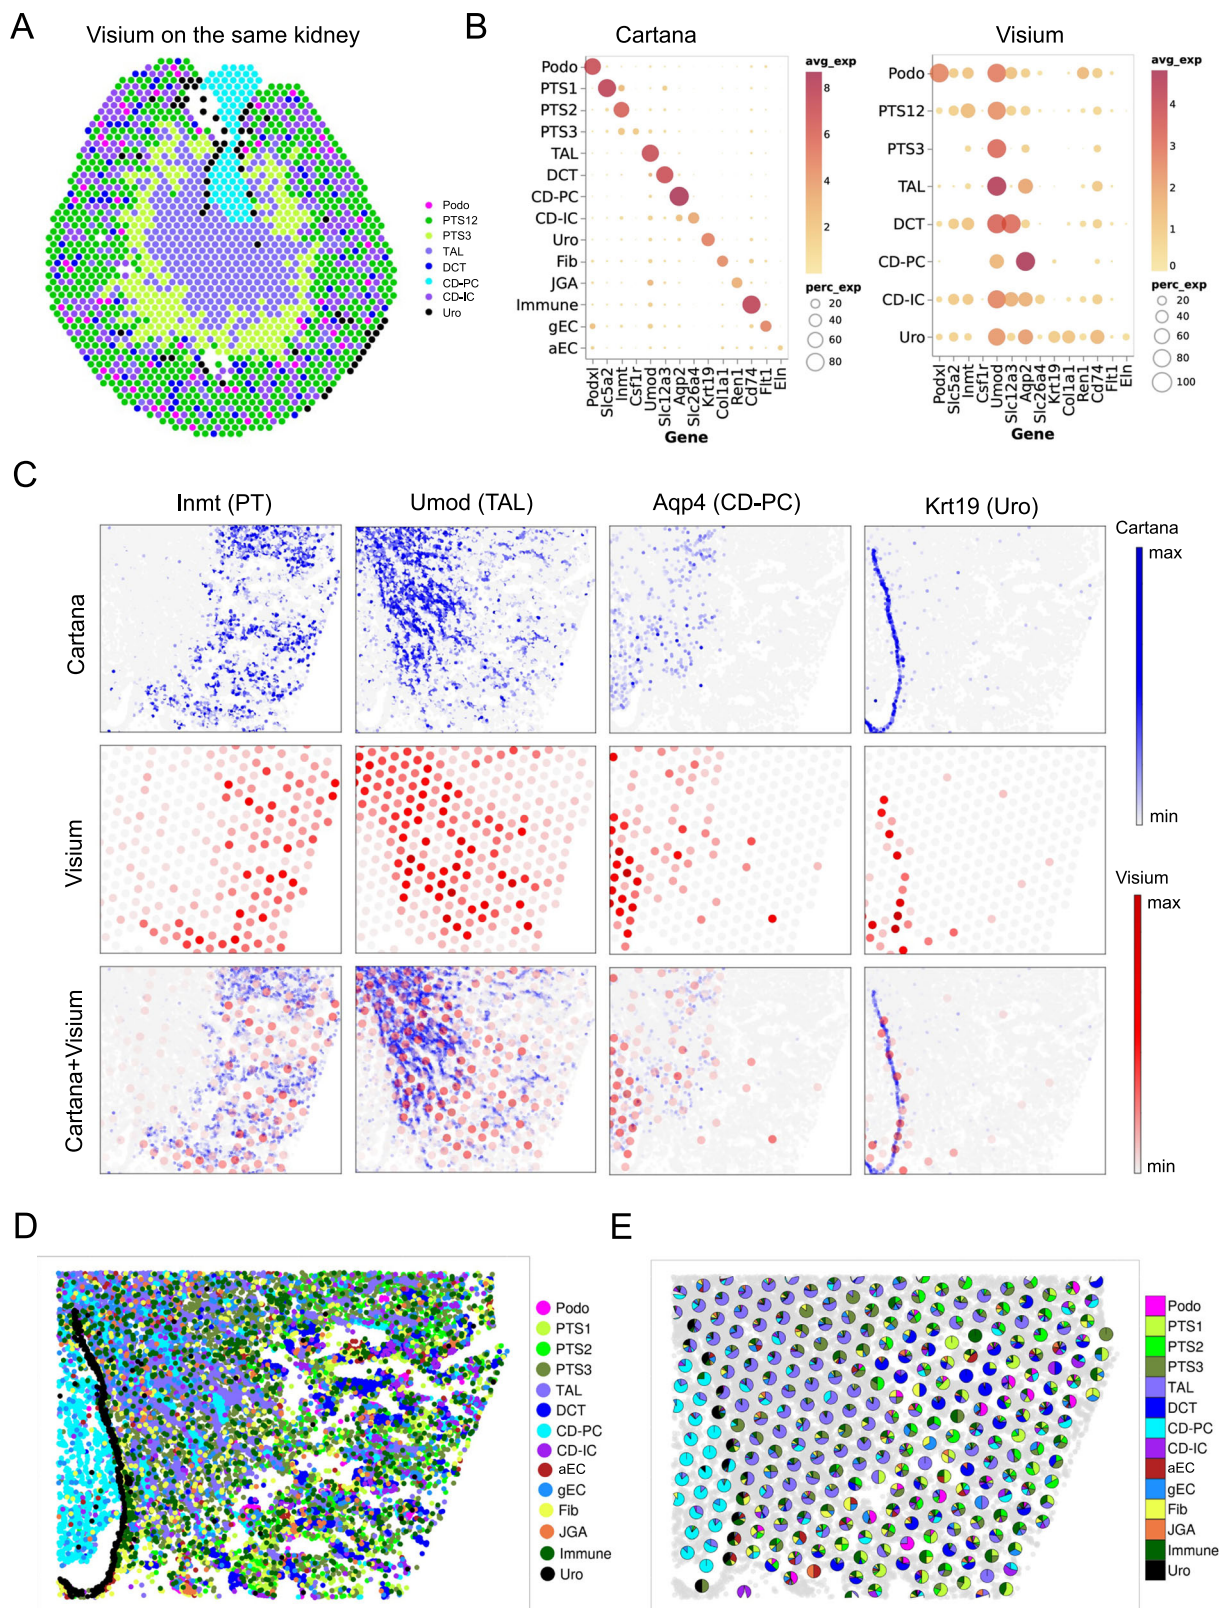 A
Visium on the same kidney
Podo
PTS12
PTS3
TAL
DCT
CD-PC
CD-IC
Uro
B
Cartana
Podo
PTS1
PTS2
PTS3
TAL
DCT
CD-PC
CD-IC
Uro
Fib
JGA
Immune
gEC
aEC
Podxl
Slc5a2
Inmt
Csf1r
Umod
Slc12a3
Aqp2
Slc26a4
Krt19
Col1a1
Ren1
Cd74
Flt1
Eln
Gene
avg_exp
8
6
4
2
perc_exp
20
40
60
80
Visium
Podo
PTS12
PTS3
TAL
DCT
CD-PC
CD-IC
Uro
Podxl
Slc5a2
Inmt
Csf1r
Umod
Slc12a3
Aqp2
Slc26a4
Krt19
Col1a1
Ren1
Cd74
Flt1
Eln
Gene
avg_exp
4
3
2
1
0
perc_exp
20
40
60
80
100
C
Inmt (PT)
Umod (TAL)
Aqp4 (CD-PC)
Krt19 (Uro)
Cartana
Visium
Cartana+Visium
Cartana
max
min
Visium
max
min
D
Podo
PTS1
PTS2
PTS3
TAL
DCT
CD-PC
CD-IC
aEC
gEC
Fib
JGA
Immune
Uro
E
Podo
PTS1
PTS2
PTS3
TAL
DCT
CD-PC
CD-IC
aEC
gEC
Fib
JGA
Immune
Uro